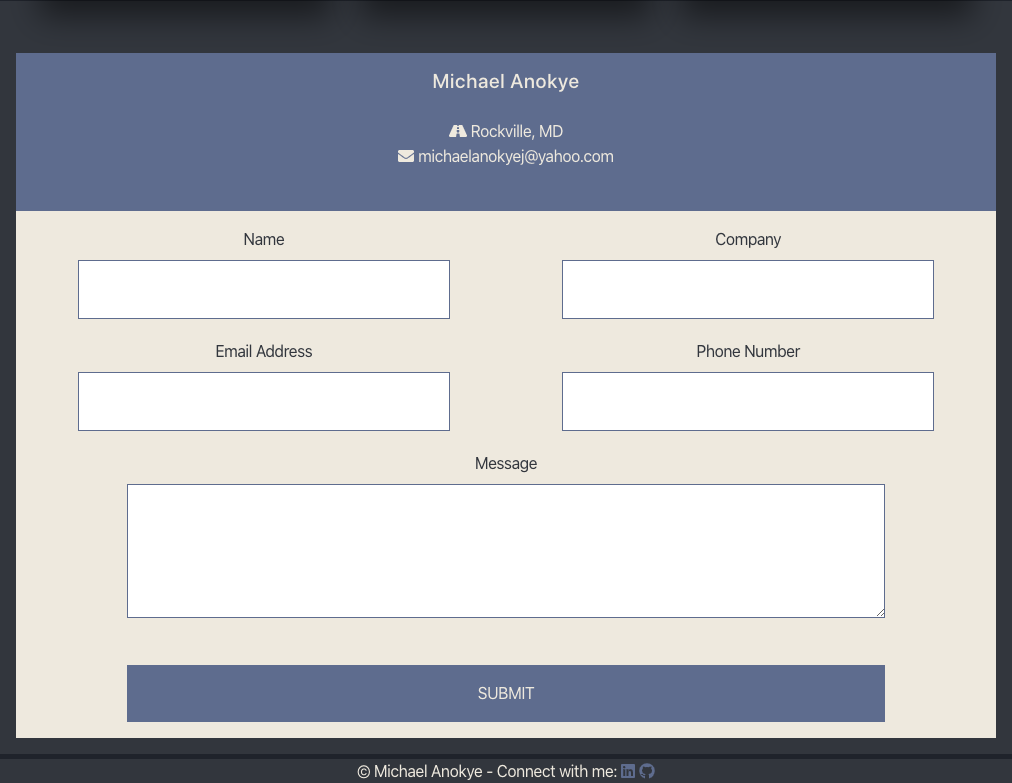 Michael Anokye
Rockville, MD
michaelanokyej@yahoo.com
Name
Company
Email Address
Phone Number
Message
SUBMIT
© Michael Anokye - Connect with me: